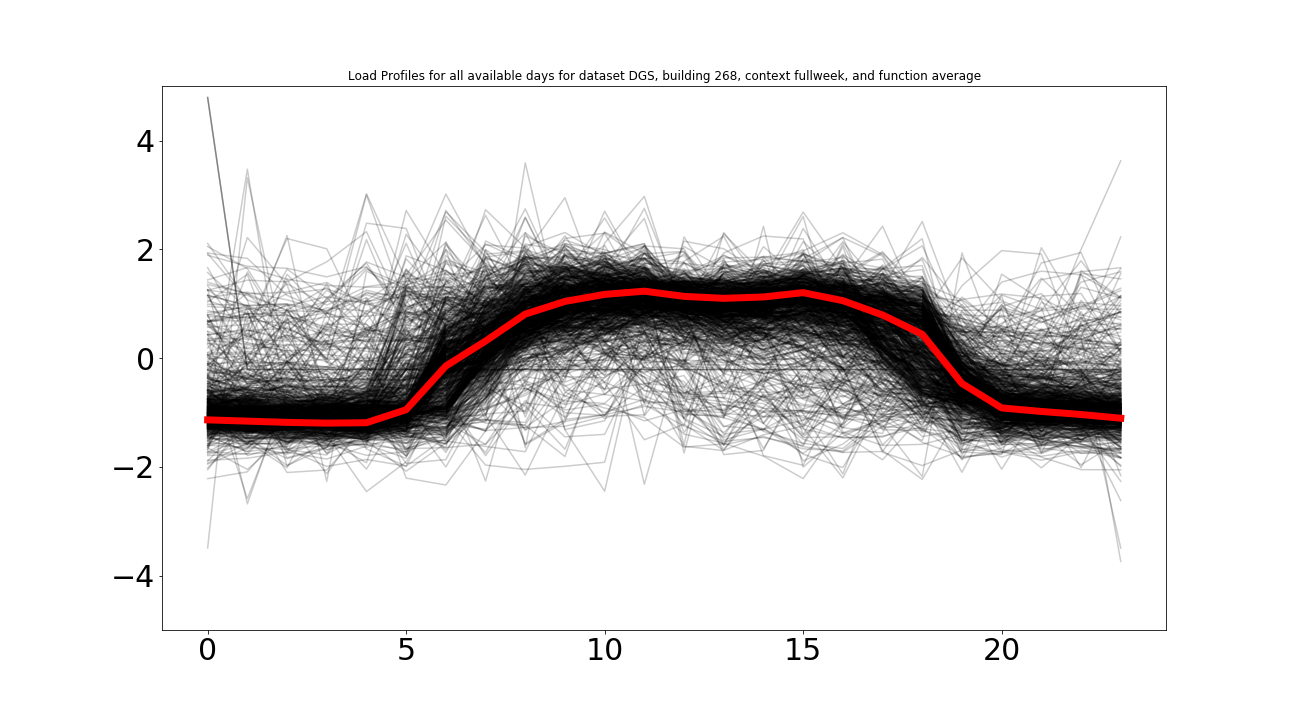 Load Profiles for all available days for dataset DGS, building 268, context fullweek, and function average
4
2
0
−2
−4
0 5 10 15 20